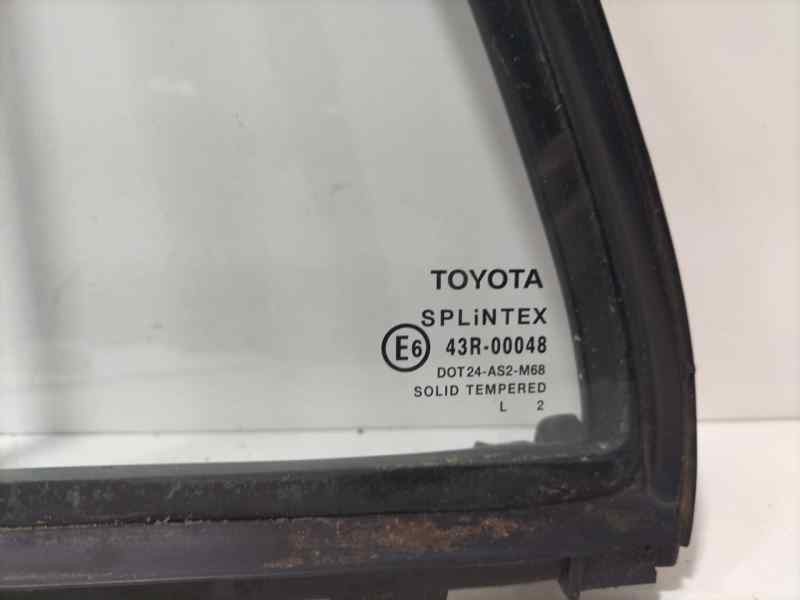 TOYOTA
SPLiNTEX
E6 43R-00048
DOT24-AS2-M68
SOLID TEMPERED
L 2